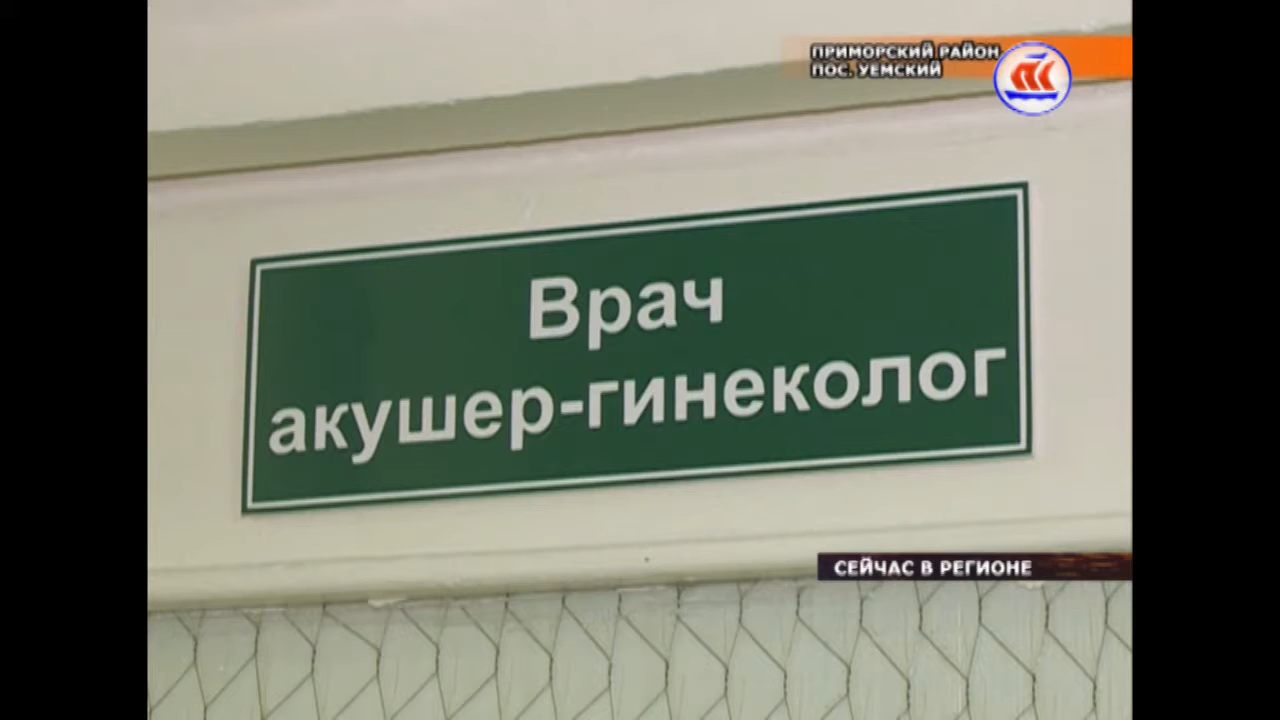 ПРИМОРСКИЙ РАЙОН
ПОС. УЕМСКИЙ
Врач
акушер-гинеколог
СЕЙЧАС В РЕГИОНЕ